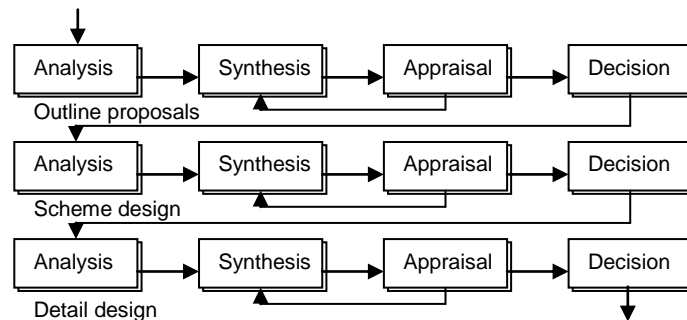 Analysis Synthesis Appraisal Decision
Outline proposals
Analysis Synthesis Appraisal Decision
Scheme design
Analysis Synthesis Appraisal Decision
Detail design